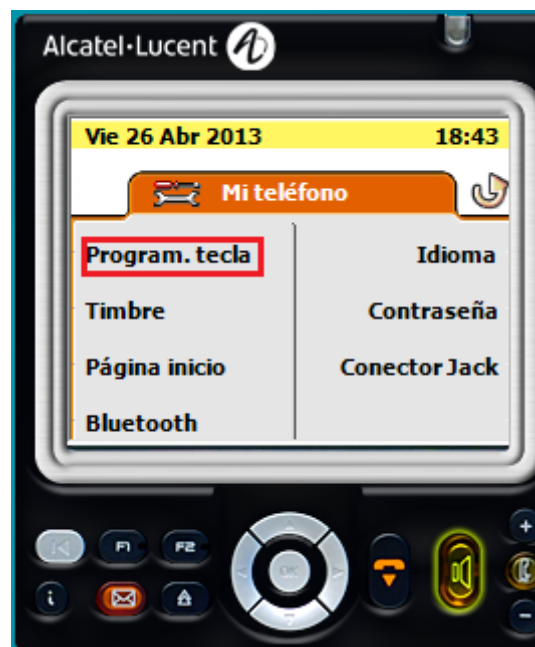 Alcatel·Lucent
Vie 26 Abr 2013 18:43
Mi teléfono
Program. tecla Idioma
Timbre Contraseña
Página inicio Conector Jack
Bluetooth
F1 F2 OK
i
+
-